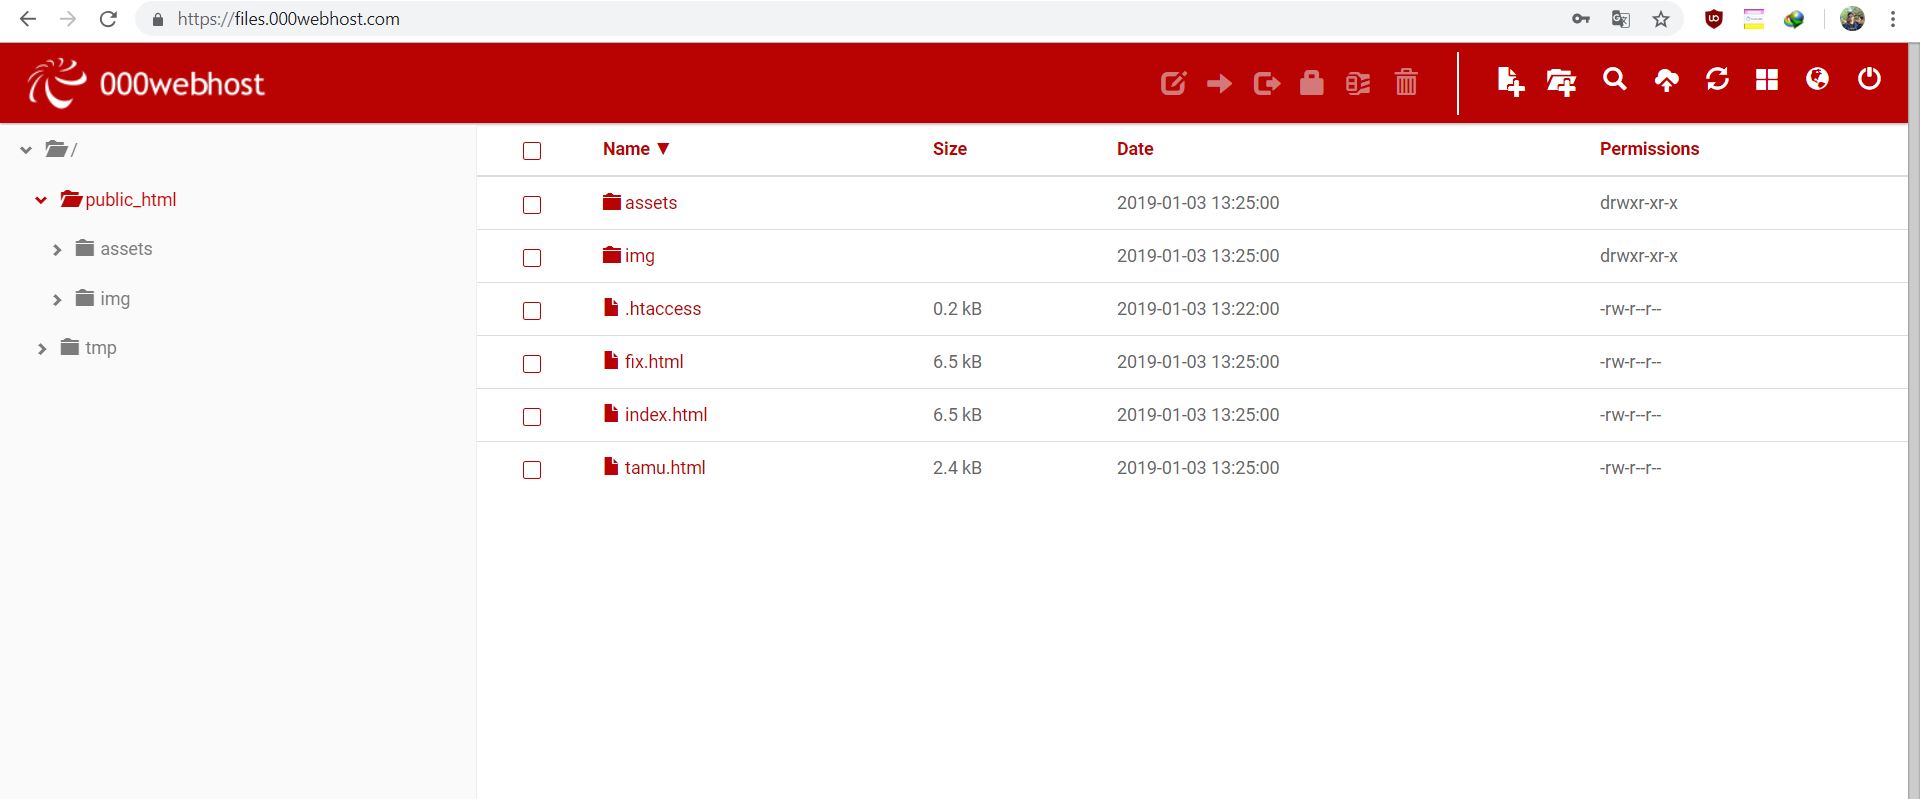 https://files.000webhost.com
000webhost
/
public_html
assets
img
tmp
Name ▼ Size Date Permissions
assets 2019-01-03 13:25:00 drwxr-xr-x
img 2019-01-03 13:25:00 drwxr-xr-x
.htaccess 0.2 kB 2019-01-03 13:22:00 -rw-r--r--
fix.html 6.5 kB 2019-01-03 13:25:00 -rw-r--r--
index.html 6.5 kB 2019-01-03 13:25:00 -rw-r--r--
tamu.html 2.4 kB 2019-01-03 13:25:00 -rw-r--r--